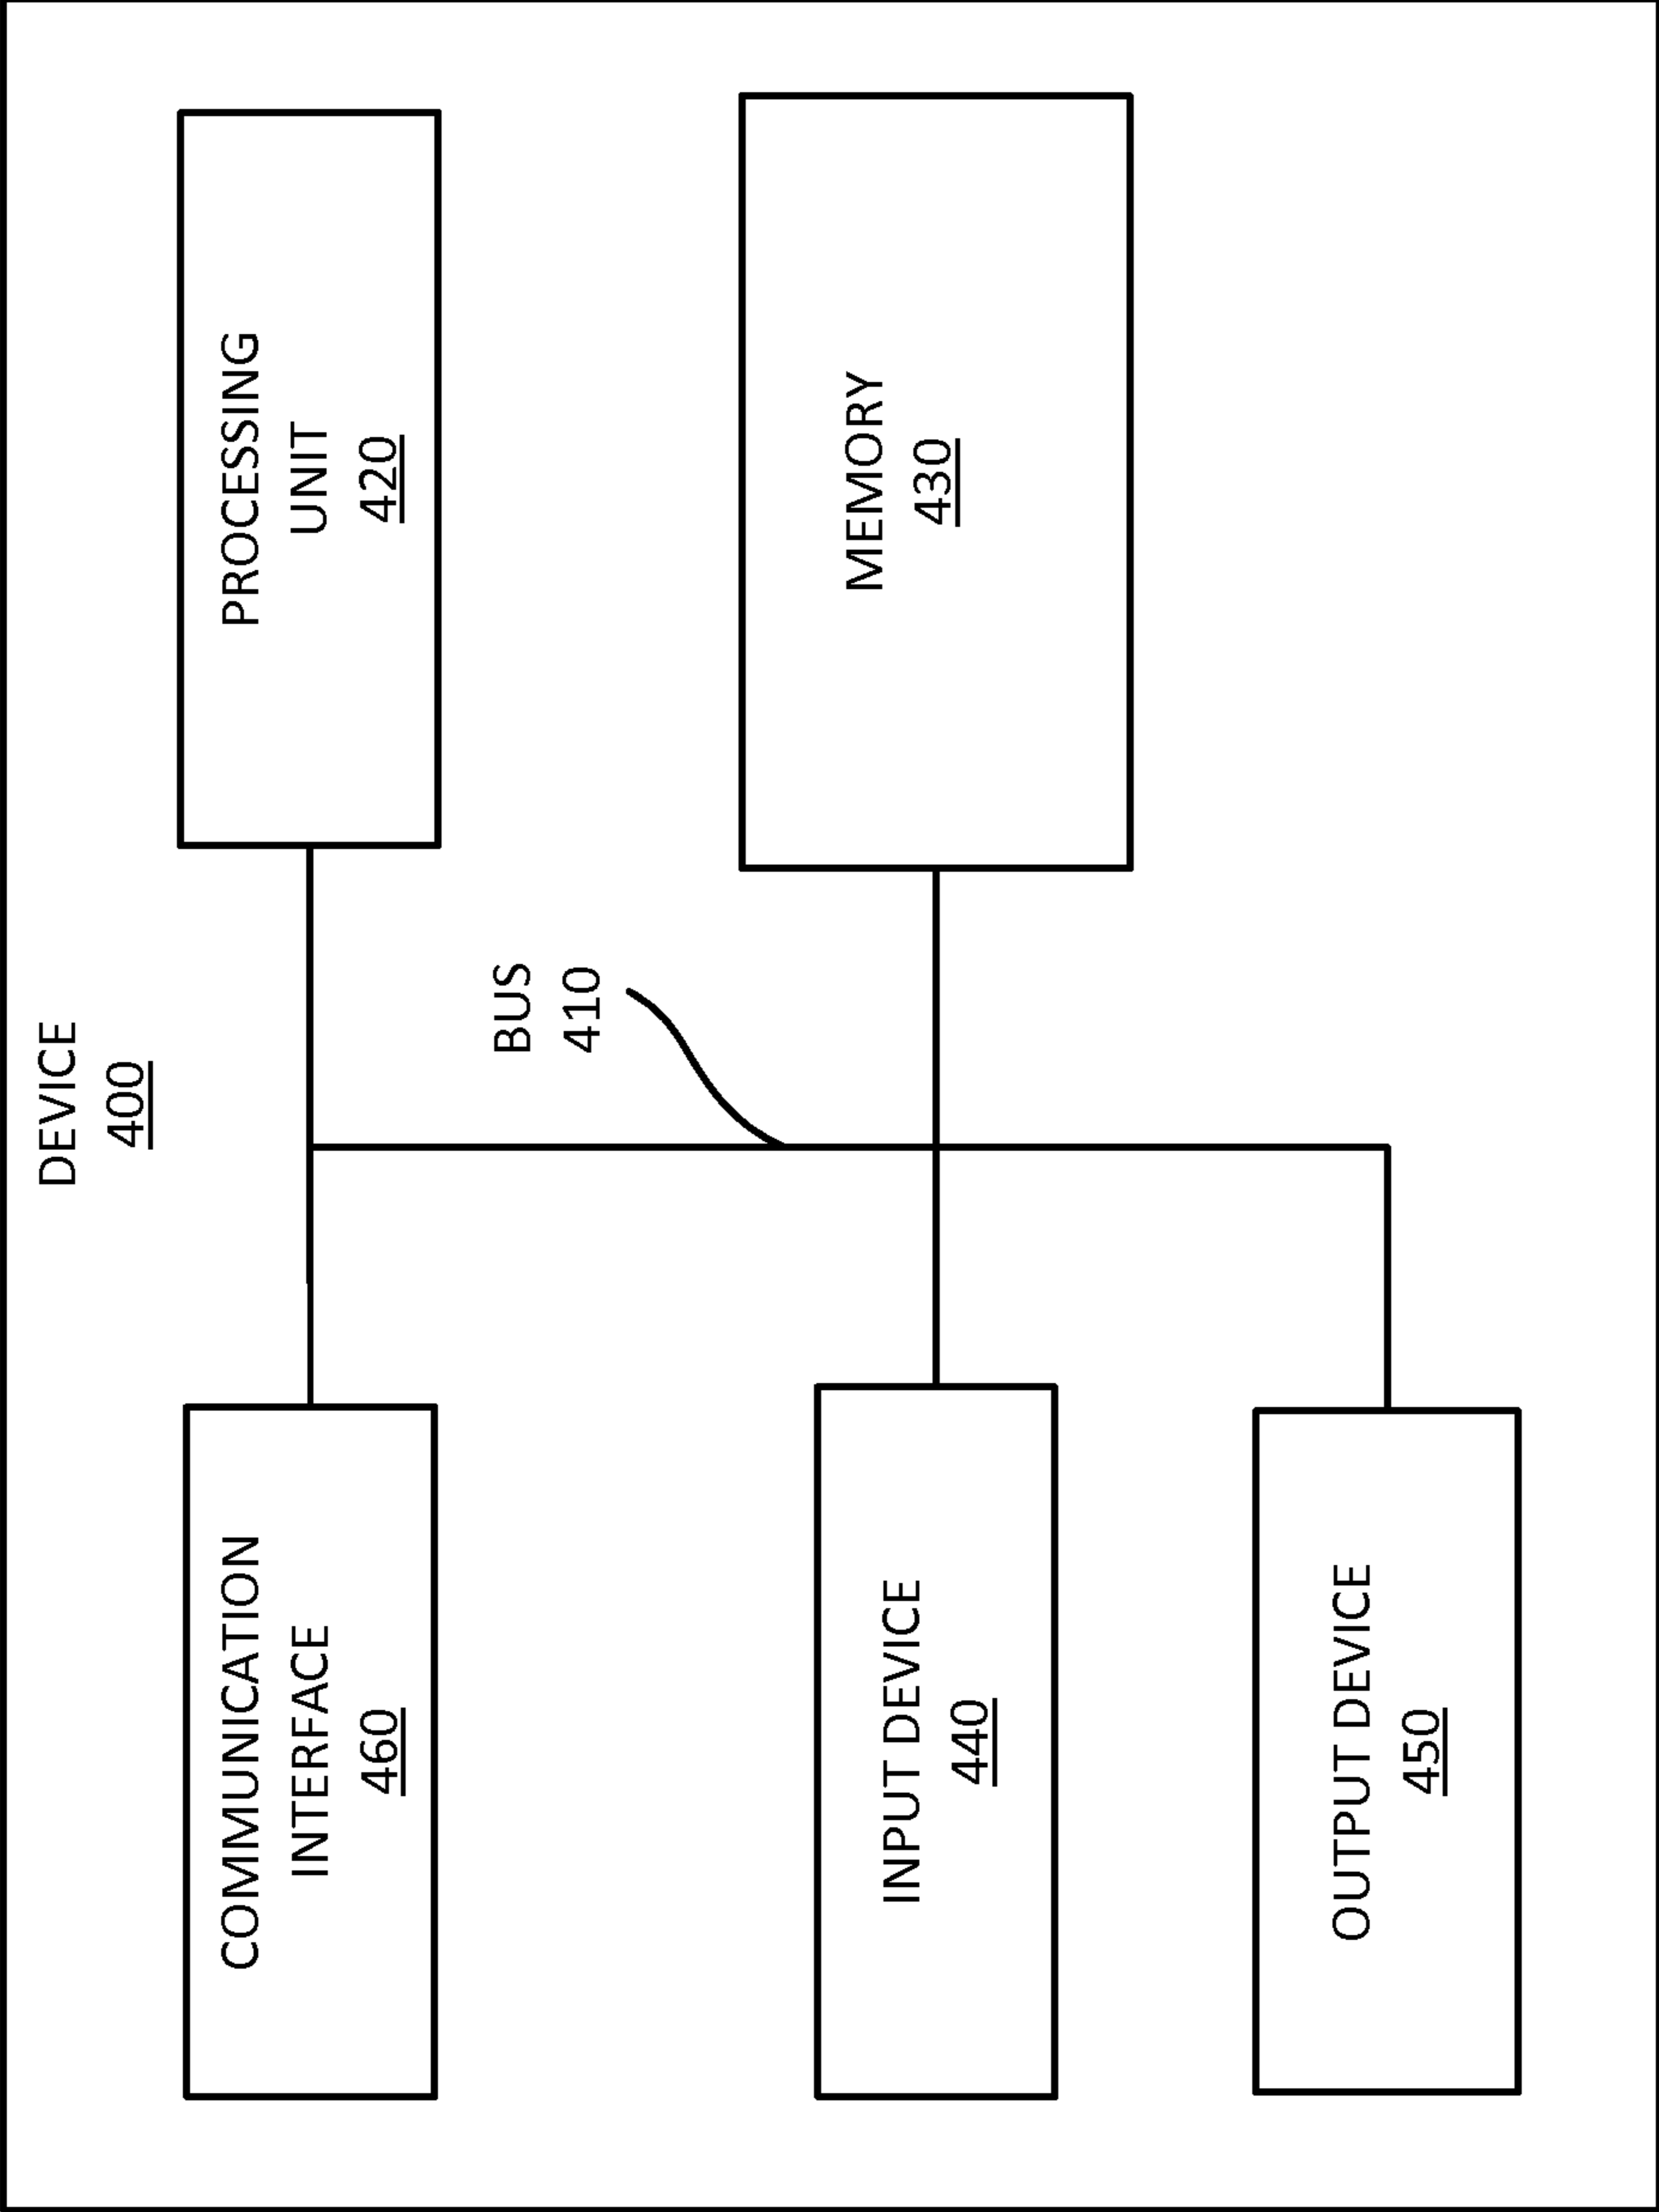 DEVICE
400
COMMUNICATION
INTERFACE
460
PROCESSING
UNIT
420
BUS
410
INPUT DEVICE
440
MEMORY
430
OUTPUT DEVICE
450